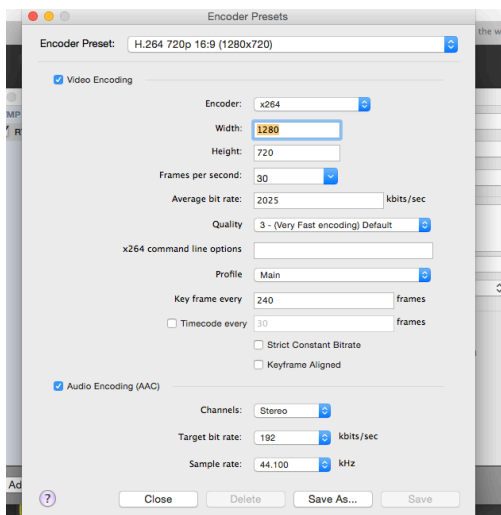 Encoder Presets
the w
Encoder Preset: H.264 720p 16:9 (1280x720)
Video Encoding
Encoder: x264
Width: 1280
Height: 720
Frames per second: 30
Average bit rate: 2025 kbits/sec
Quality 3 - (Very Fast encoding) Default
x264 command line options
Profile Main
Key frame every 240 frames
Timecode every 30 frames
Strict Constant Bitrate
Keyframe Aligned
Audio Encoding (AAC)
Channels: Stereo
Target bit rate: 192 kbits/sec
Sample rate: 44.100 kHz
Ad
? Close Delete Save As... Save